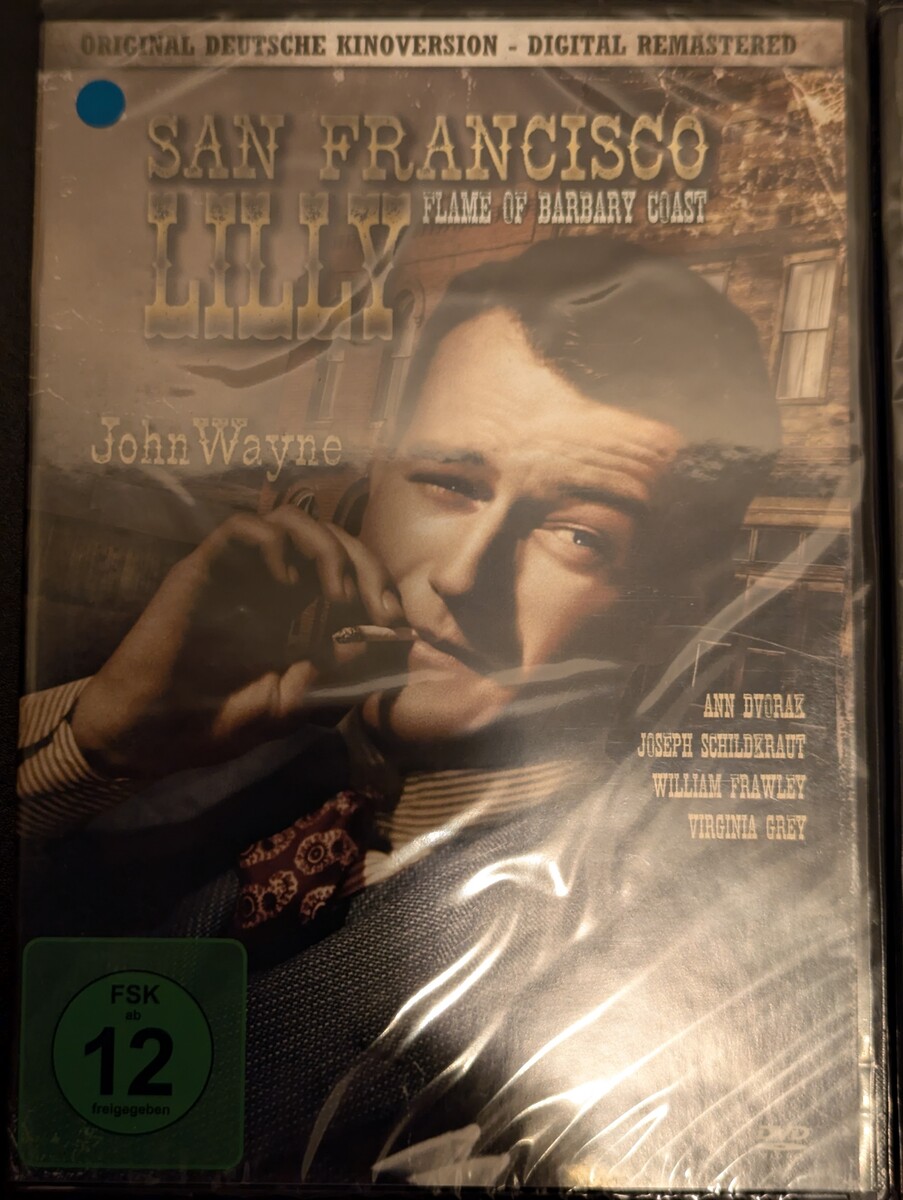 ORIGINAL DEUTSCHE KINOVERSION - DIGITAL REMASTERED
SAN FRANCISCO
LILLY
FLAME OF BARBARY COAST
John Wayne
ANN DVORAK
JOSEPH SCHILDKRAUT
WILLIAM FRAWLEY
VIRGINIA GREY
FSK
ab
12
freigegeben
DVD